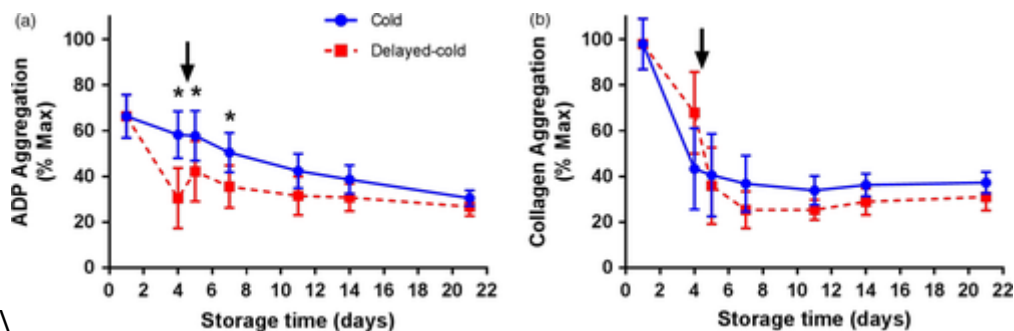 (a)
Cold
Delayed-cold
ADP Aggregation
(% Max)
100
80
60
40
20
0
* * *
0 2 4 6 8 10 12 14 16 18 20 22
Storage time (days)
(b)
Collagen Aggregation
(% Max)
100
80
60
40
20
0
0 2 4 6 8 10 12 14 16 18 20 22
Storage time (days)
\